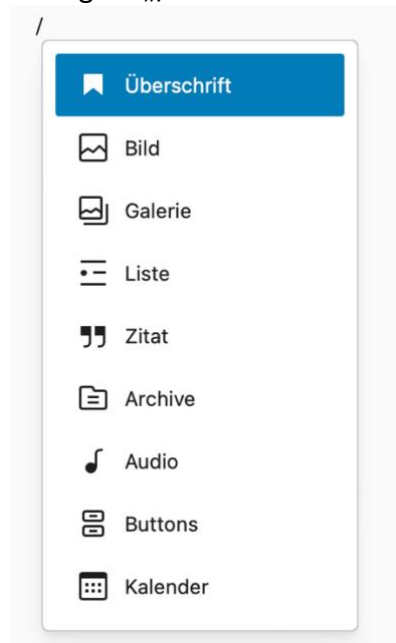 /
Überschrift
Bild
Galerie
Liste
Zitat
Archive
Audio
Buttons
Kalender